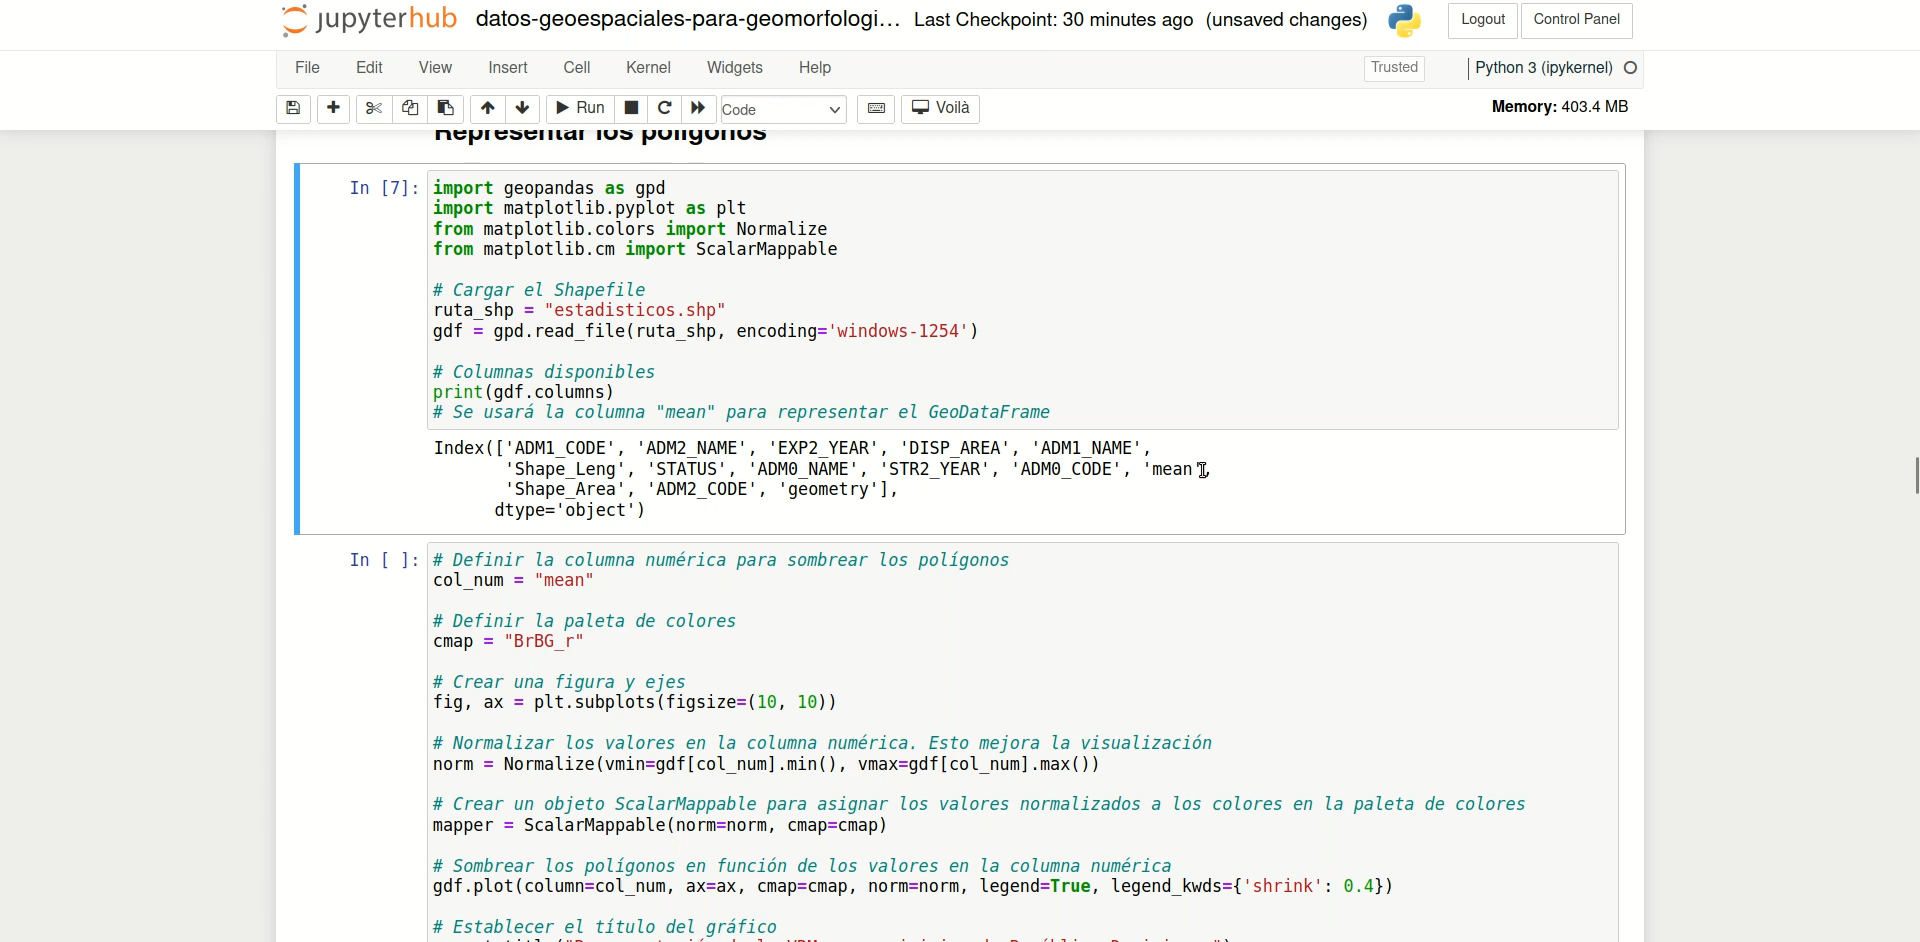 jupyterhub datos-geoespaciales-para-geomorfologi... Last Checkpoint: 30 minutes ago (unsaved changes) Logout Control Panel
File Edit View Insert Cell Kernel Widgets Help Trusted Python 3 (ipykernel)
Run Code Voilà Memory: 403.4 MB
Representar los polígonos
In [7]: import geopandas as gpd
import matplotlib.pyplot as plt
from matplotlib.colors import Normalize
from matplotlib.cm import ScalarMappable
# Cargar el Shapefile
ruta_shp = "estadisticos.shp"
gdf = gpd.read_file(ruta_shp, encoding='windows-1254')
# Columnas disponibles
print(gdf.columns)
# Se usará la columna "mean" para representar el GeoDataFrame
Index(['ADM1_CODE', 'ADM2_NAME', 'EXP2_YEAR', 'DISP_AREA', 'ADM1_NAME',
'Shape_Leng', 'STATUS', 'ADM0_NAME', 'STR2_YEAR', 'ADM0_CODE', 'mean',
'Shape_Area', 'ADM2_CODE', 'geometry'],
dtype='object')
In [ ]: # Definir la columna numérica para sombrear los polígonos
col_num = "mean"
# Definir la paleta de colores
cmap = "BrBG_r"
# Crear una figura y ejes
fig, ax = plt.subplots(figsize=(10, 10))
# Normalizar los valores en la columna numérica. Esto mejora la visualización
norm = Normalize(vmin=gdf[col_num].min(), vmax=gdf[col_num].max())
# Crear un objeto ScalarMappable para asignar los valores normalizados a los colores en la paleta de colores
mapper = ScalarMappable(norm=norm, cmap=cmap)
# Sombrear los polígonos en función de los valores en la columna numérica
gdf.plot(column=col_num, ax=ax, cmap=cmap, norm=norm, legend=True, legend_kwds={'shrink': 0.4})
# Establecer el título del gráfico